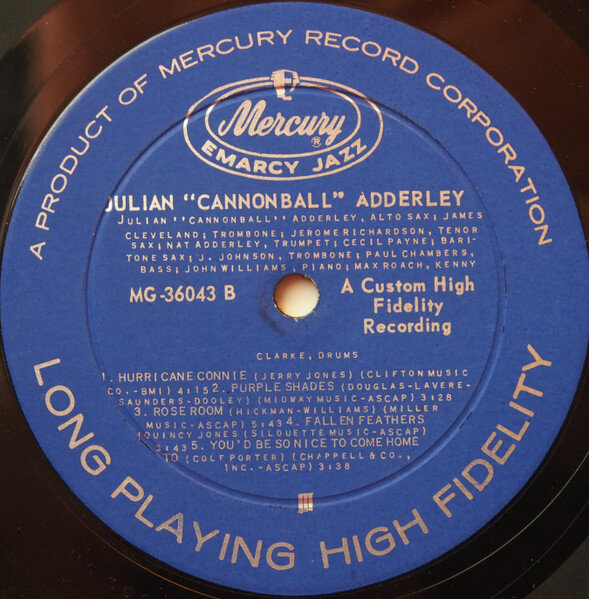 A PRODUCT OF MERCURY RECORD CORPORATION
Mercury ®
EMARCY JAZZ
JULIAN "CANNONBALL" ADDERLEY
JULIAN "CANNONBALL" ADDERLEY, ALTO SAX; JAMES
CLEVELAND; TROMBONE; JEROME RICHARDSON, TENOR
SAX; NAT ADDERLEY, TRUMPET; CECIL PAYNE; BARI-
TONE SAX; J. JOHNSON, TROMBONE; PAUL CHAMBERS,
BASS; JOHN WILLIAMS, PIANO; MAX ROACH, KENNY
MG-36043 B
A Custom High
Fidelity
Recording
CLARKE, DRUMS
1. HURRICANE CONNIE (JERRY JONES) (CLIFTON MUSIC
CO.-BMI) 4:15 2. PURPLE SHADES (DOUGLAS-LAVERE-
SAUNDERS-DOOLEY) (MIDWAY MUSIC-ASCAP) 3:28
3. ROSE ROOM (HICKMAN-WILLIAMS) (MILLER
MUSIC-ASCAP) 5:43 4. FALLEN FEATHERS
(QUINCY JONES (SILOUETTE MUSIC-ASCAP)
3:43 5. YOU'D BE SO NICE TO COME HOME
TO (COLE PORTER) (CHAPPELL & CO.,
INC.-ASCAP) 3:38
LONG PLAYING HIGH FIDELITY